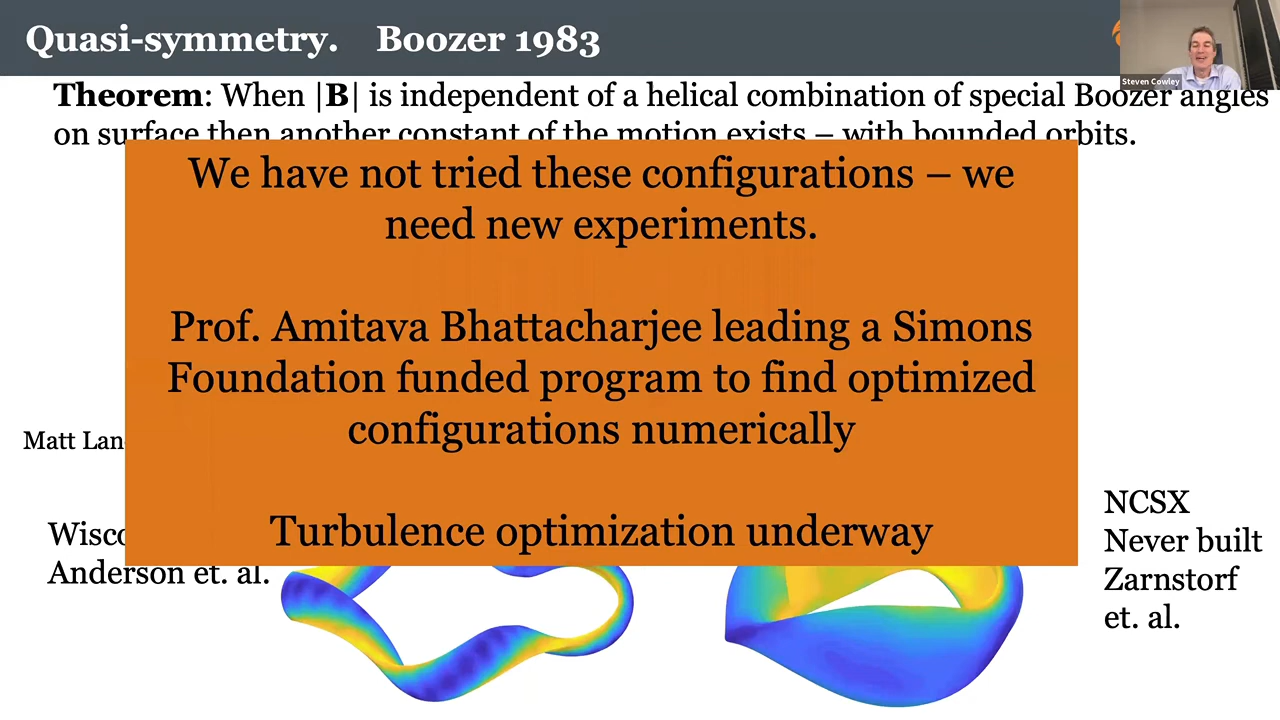 Quasi-symmetry. Boozer 1983
Steven Cowley
Theorem: When |B| is independent of a helical combination of special Boozer angles
on surface then another constant of the motion exists – with bounded orbits.
We have not tried these configurations – we
need new experiments.
Prof. Amitava Bhattacharjee leading a Simons
Foundation funded program to find optimized
configurations numerically
Turbulence optimization underway
Matt Lan
Wisco
Anderson et. al.
NCSX
Never built
Zarnstorf
et. al.